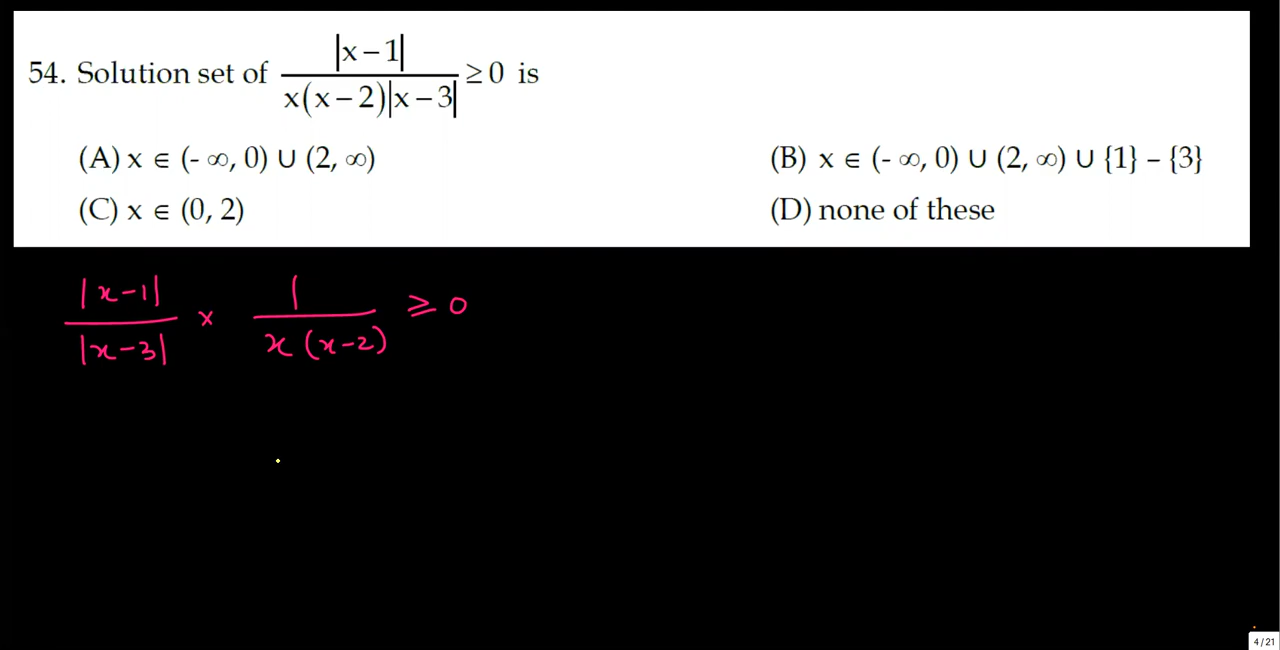 54. Solution set of |x – 1| / x(x – 2)|x – 3| ≥ 0 is
(A) x ∈ (- ∞, 0) ∪ (2, ∞)
(B) x ∈ (- ∞, 0) ∪ (2, ∞) ∪ {1} – {3}
(C) x ∈ (0, 2)
(D) none of these
|x-1| / |x-3| × 1 / x(x-2) ≥ 0
4/21